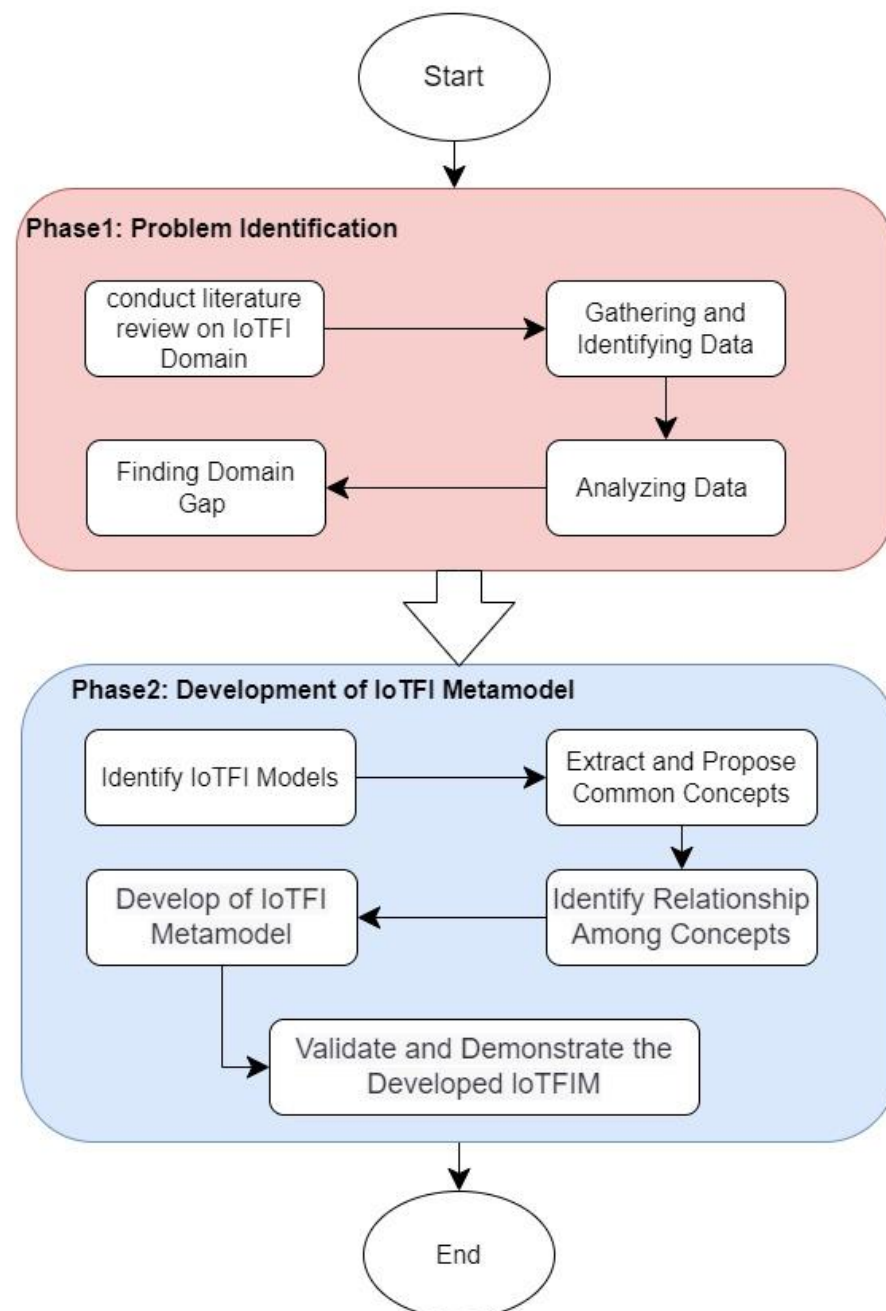 Start
Phase1: Problem Identification
conduct literature
review on IoTFI
Domain
Gathering and
Identifying Data
Finding Domain
Gap
Analyzing Data
Phase2: Development of IoTFI Metamodel
Identify IoTFI Models
Extract and Propose
Common Concepts
Develop of IoTFI
Metamodel
Identify Relationship
Among Concepts
Validate and Demonstrate the
Developed IoTFIM
End